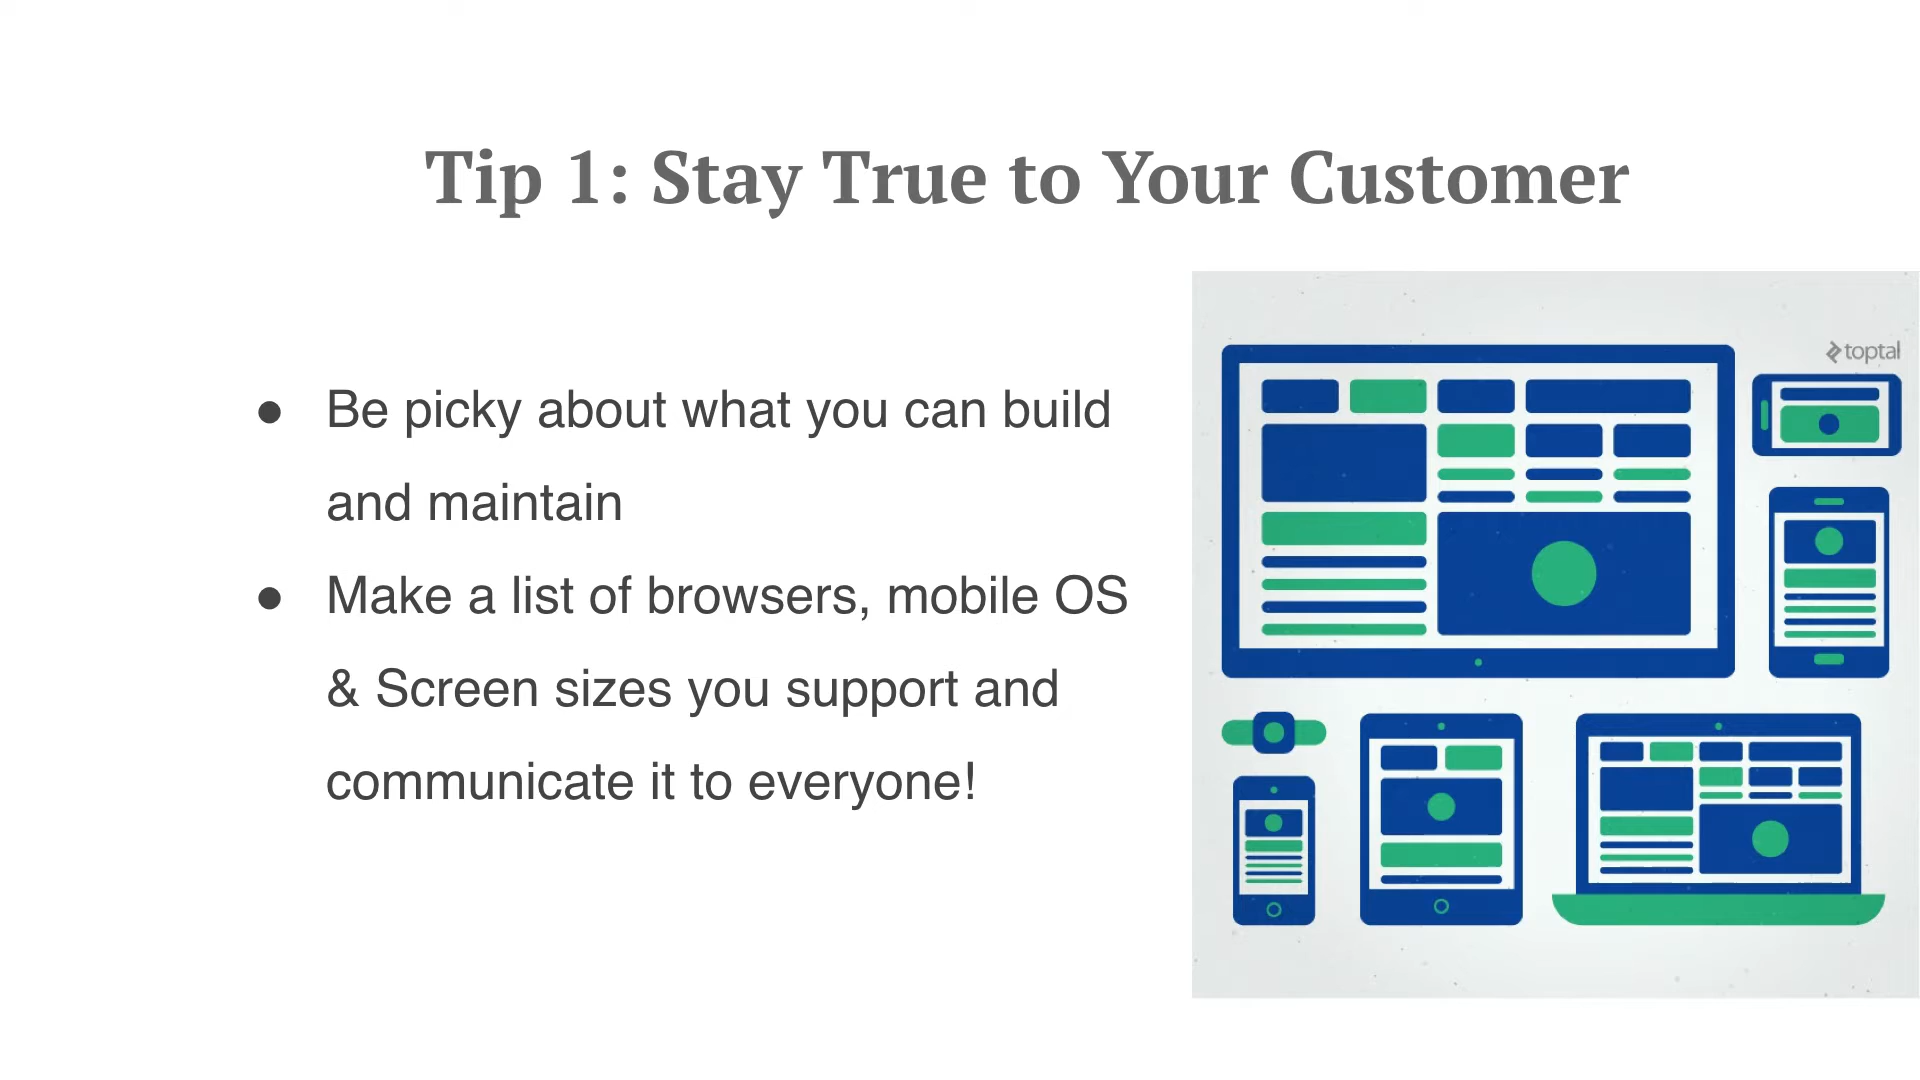 Tip 1: Stay True to Your Customer
● Be picky about what you can build
and maintain
● Make a list of browsers, mobile OS
& Screen sizes you support and
communicate it to everyone!
toptal